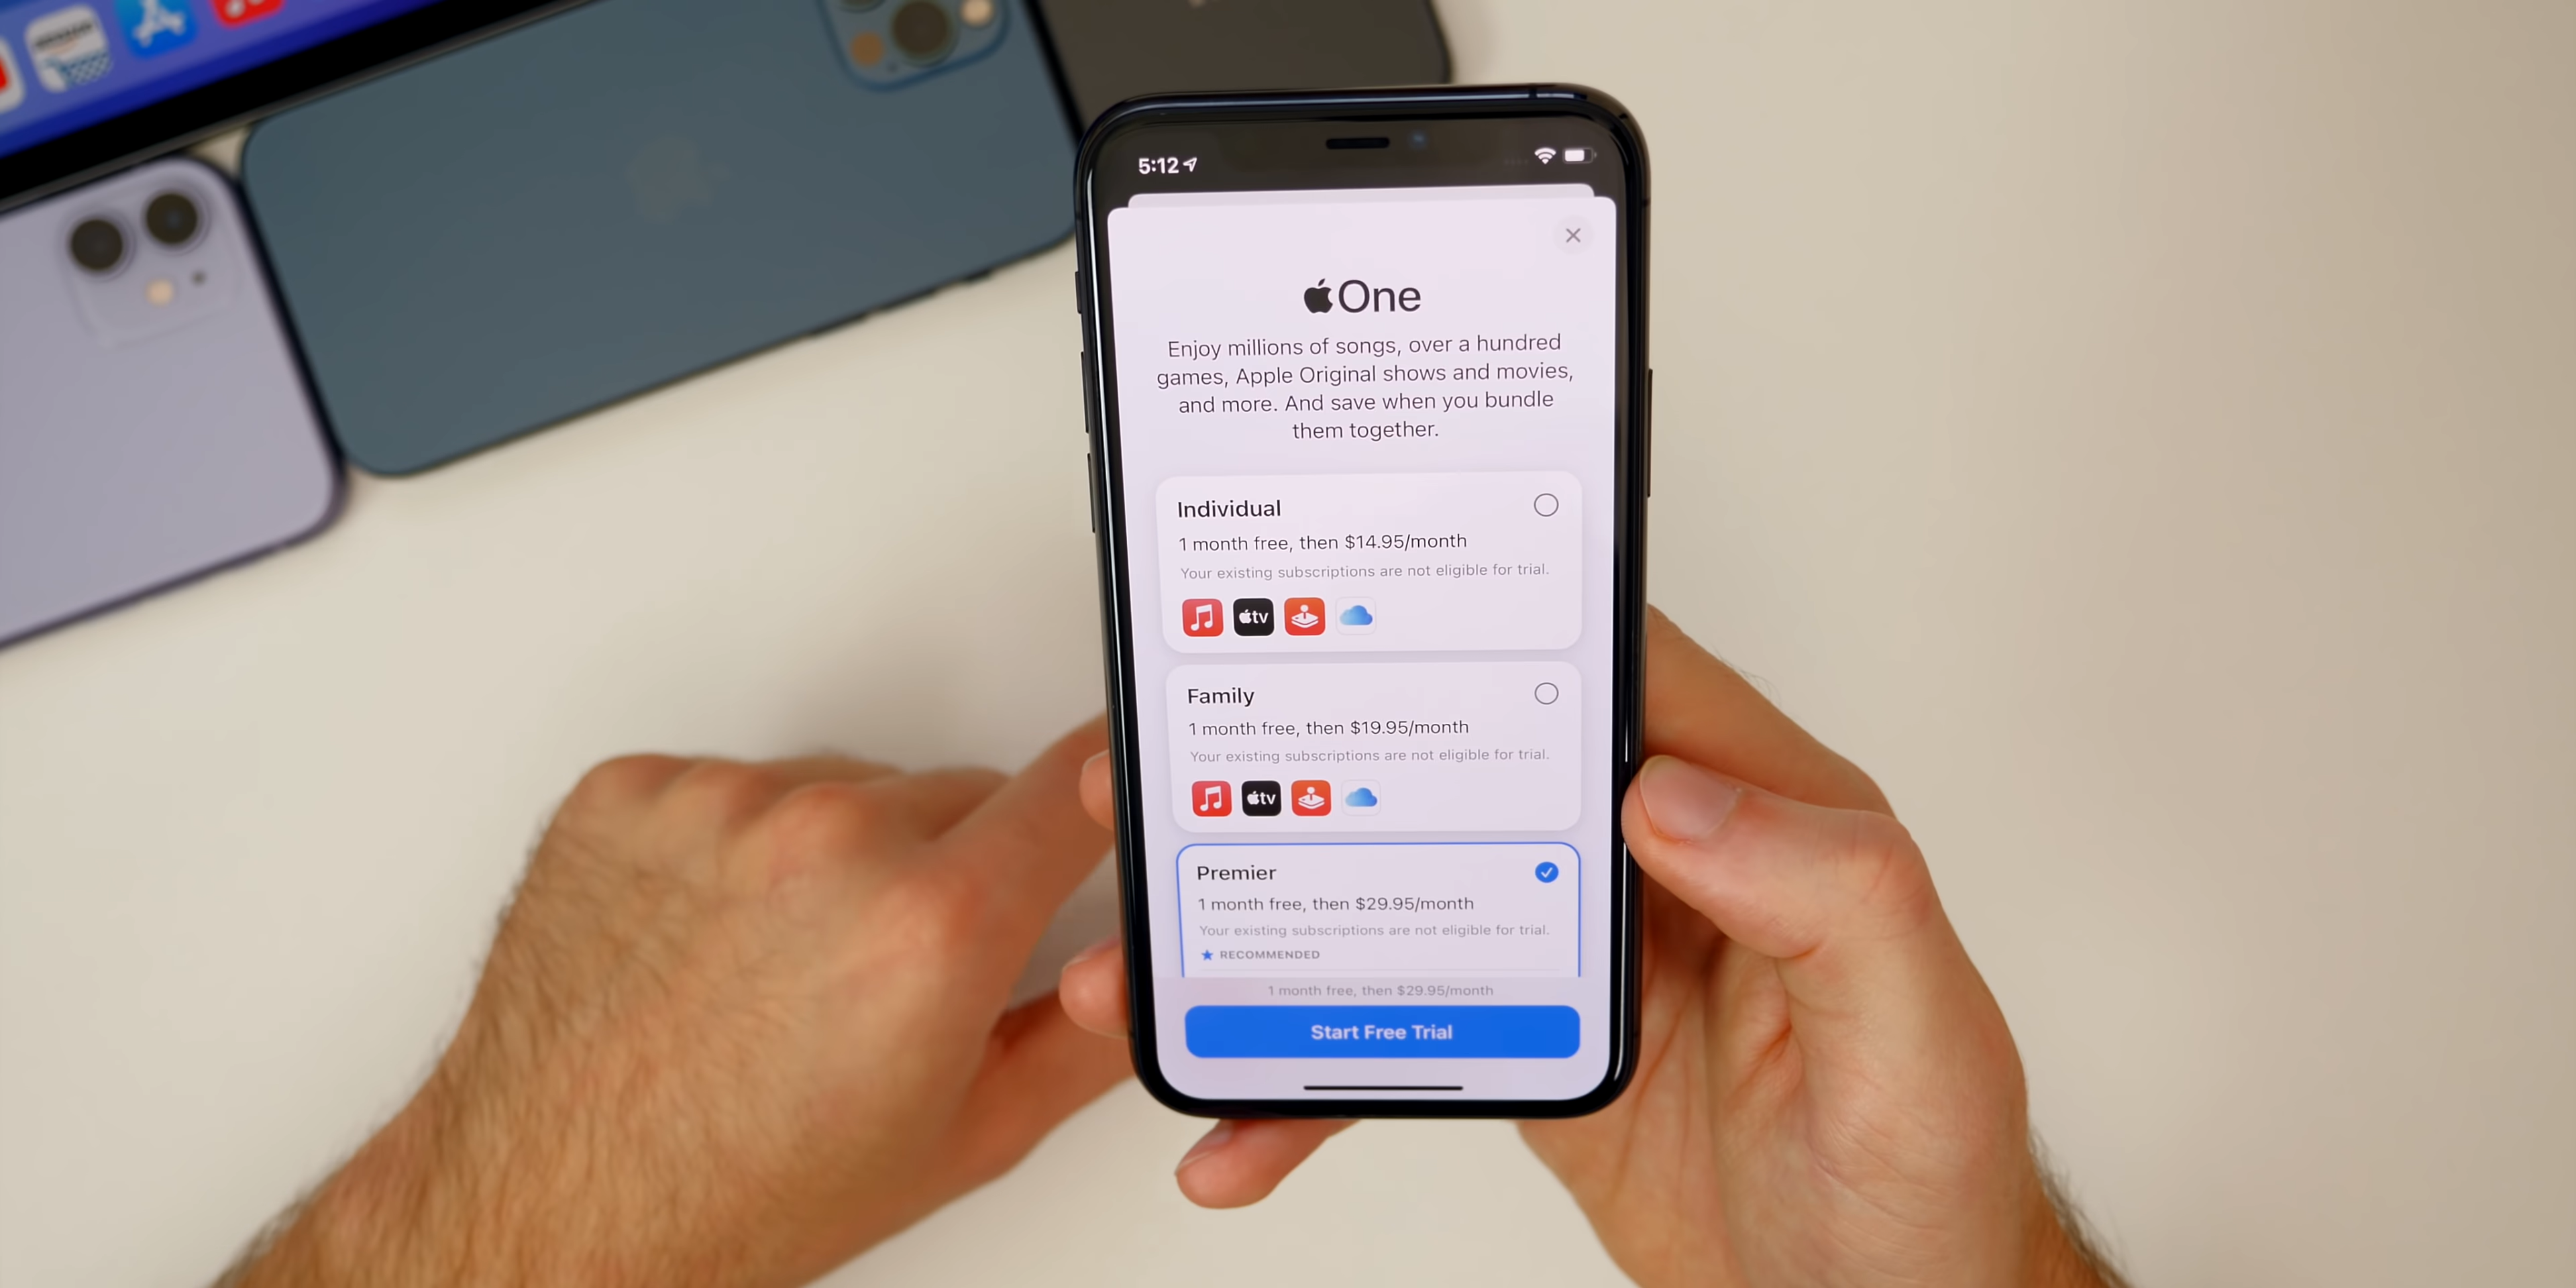 5:12
One
Enjoy millions of songs, over a hundred
games, Apple Original shows and movies,
and more. And save when you bundle
them together.
Individual
1 month free, then $14.95/month
Your existing subscriptions are not eligible for trial.
tv
Family
1 month free, then $19.95/month
Your existing subscriptions are not eligible for trial.
tv
Premier
1 month free, then $29.95/month
Your existing subscriptions are not eligible for trial.
RECOMMENDED
1 month free, then $29.95/month
Start Free Trial